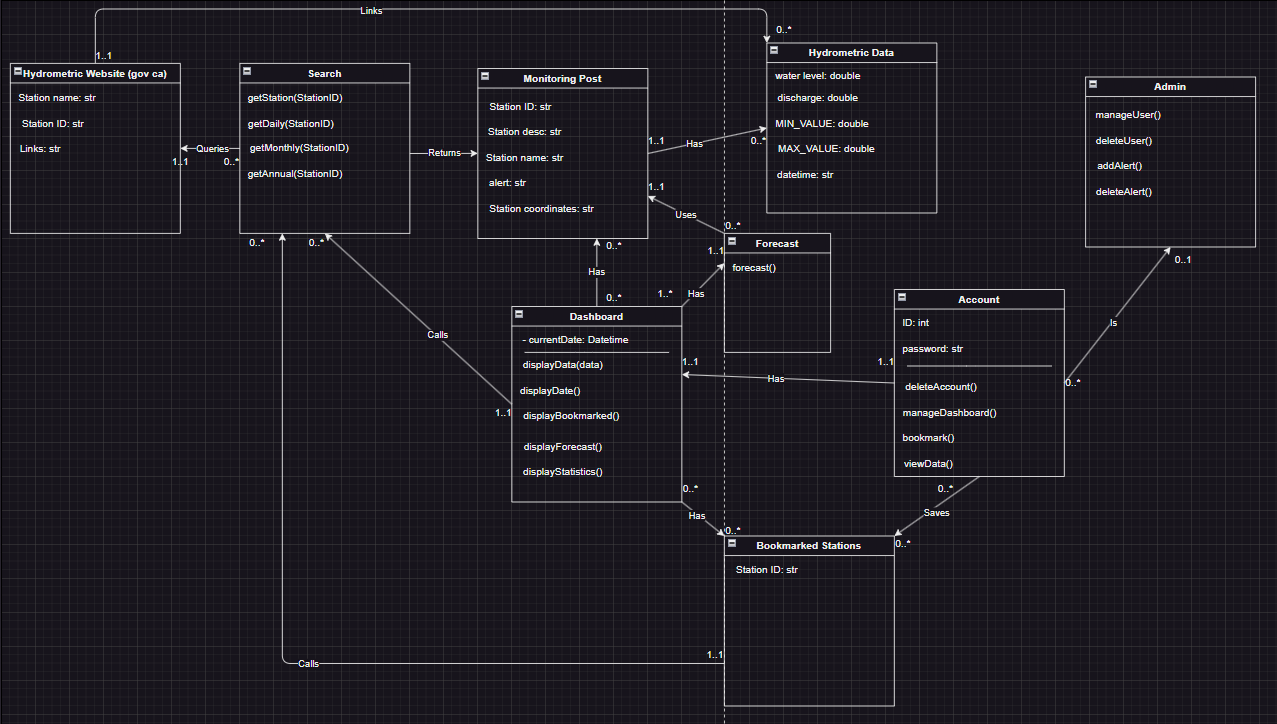 Links
1..1
0..*
Hydrometric Website (gov ca)
Station name: str
Station ID: str
Links: str
Queries
1..1
0..*
Search
getStation(StationID)
getDaily(StationID)
getMonthly(StationID)
getAnnual(StationID)
0..*
0..*
Returns
Monitoring Post
Station ID: str
Station desc: str
Station name: str
alert: str
Station coordinates: str
1..1
Has
0..*
1..1
Uses
0..*
Hydrometric Data
water level: double
discharge: double
MIN_VALUE: double
MAX_VALUE: double
datetime: str
Admin
manageUser()
deleteUser()
addAlert()
deleteAlert()
0..1
Is
0..*
0..*
Has
0..*
1..1
Has
1..*
Forecast
forecast()
Calls
1..1
Dashboard
- currentDate: Datetime
displayData(data)
displayDate()
displayBookmarked()
displayForecast()
displayStatistics()
1..1
Has
1..1
Account
ID: int
password: str
deleteAccount()
manageDashboard()
bookmark()
viewData()
0..*
Saves
0..*
0..*
Has
0..*
Bookmarked Stations
Station ID: str
1..1
Calls